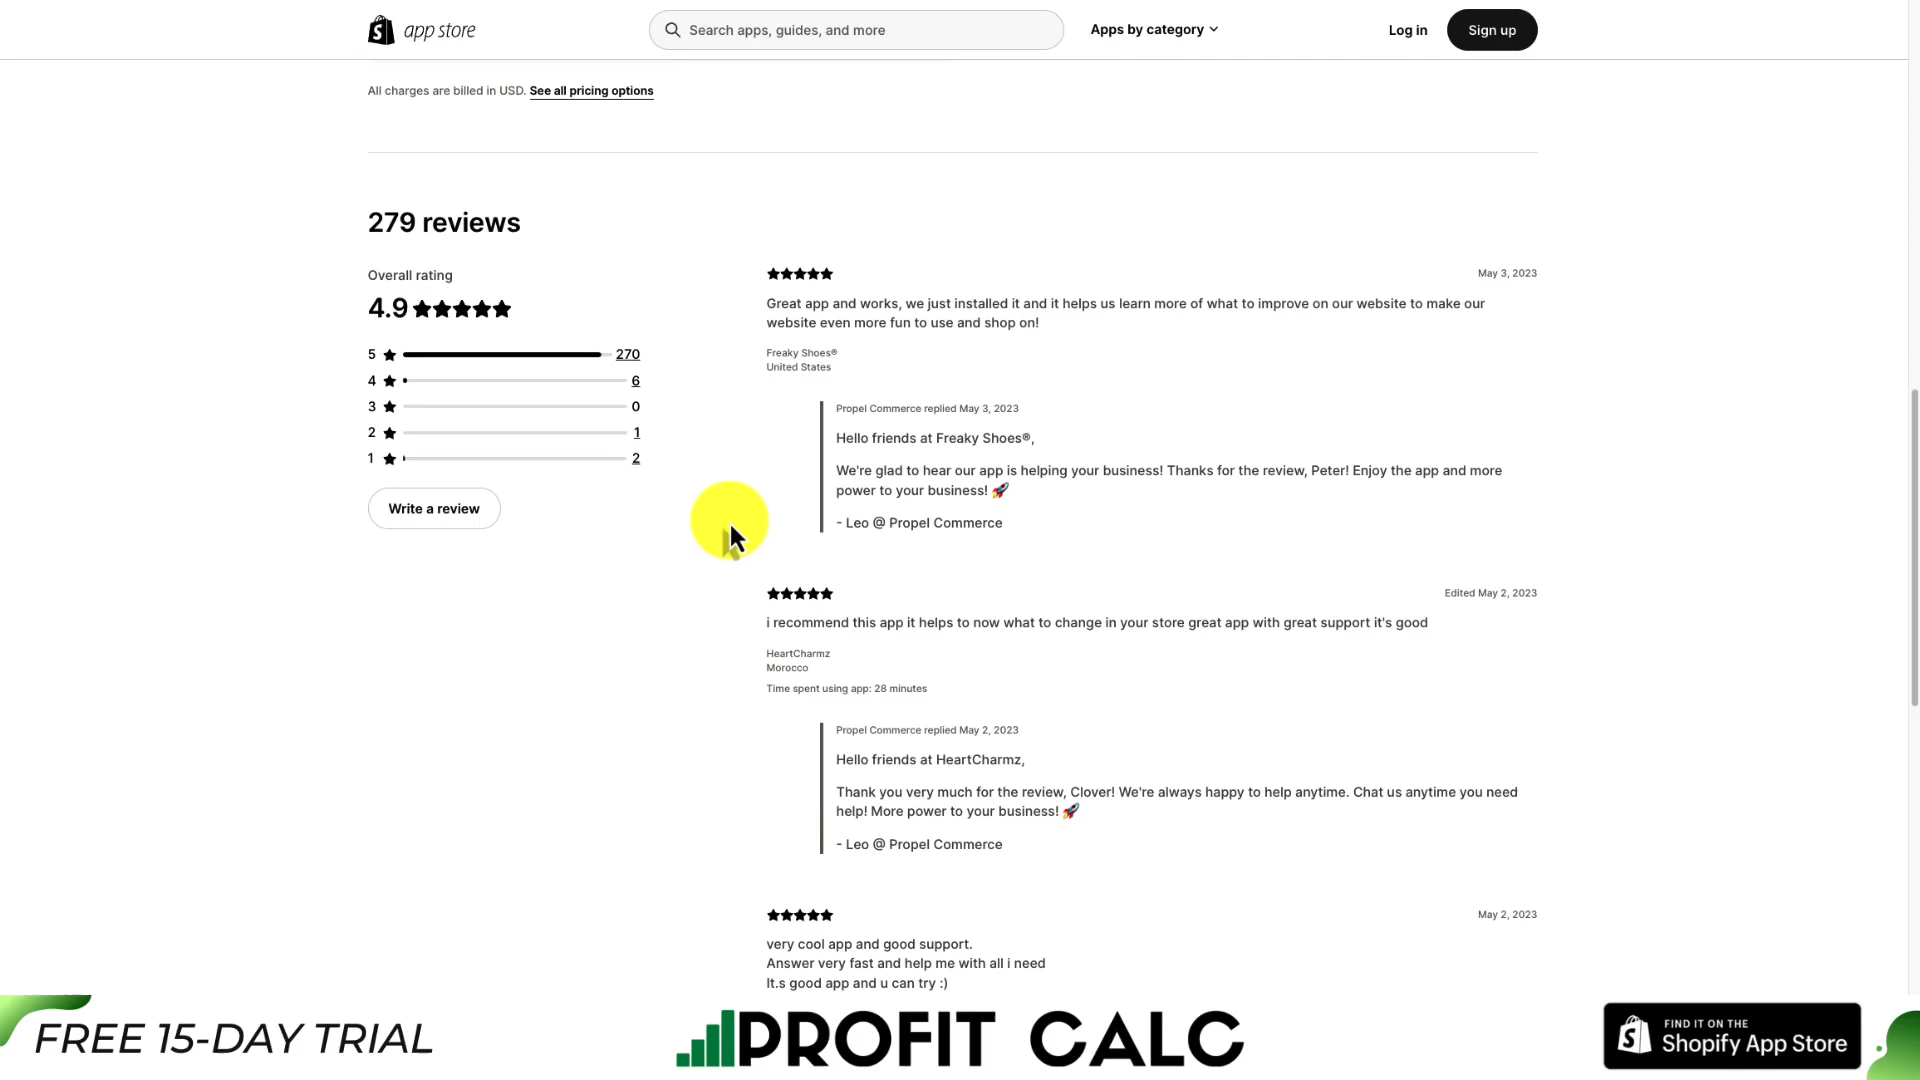 app store
Search apps, guides, and more
Apps by category
Log in
Sign up
All charges are billed in USD. See all pricing options
279 reviews
Overall rating
4.9
5 270
4 6
3 0
2 1
1 2
Write a review
May 3, 2023
Great app and works, we just installed it and it helps us learn more of what to improve on our website to make our
website even more fun to use and shop on!
Freaky Shoes®
United States
Propel Commerce replied May 3, 2023
Hello friends at Freaky Shoes®,
We're glad to hear our app is helping your business! Thanks for the review, Peter! Enjoy the app and more
power to your business! 🚀
- Leo @ Propel Commerce
Edited May 2, 2023
i recommend this app it helps to now what to change in your store great app with great support it's good
HeartCharmz
Morocco
Time spent using app: 28 minutes
Propel Commerce replied May 2, 2023
Hello friends at HeartCharmz,
Thank you very much for the review, Clover! We're always happy to help anytime. Chat us anytime you need
help! More power to your business! 🚀
- Leo @ Propel Commerce
May 2, 2023
very cool app and good support.
Answer very fast and help me with all i need
It.s good app and u can try :)
FREE 15-DAY TRIAL
PROFIT CALC
FIND IT ON THE
Shopify App Store